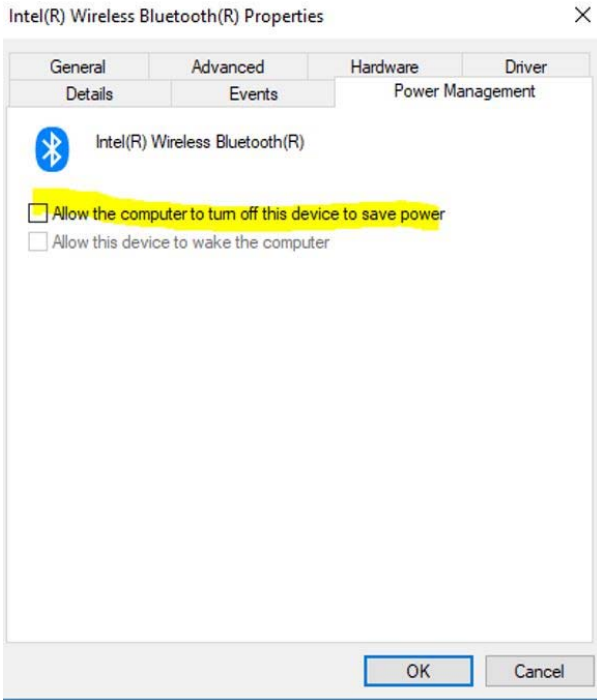 Intel(R) Wireless Bluetooth(R) Properties
General Advanced Hardware Driver
Details Events Power Management
Intel(R) Wireless Bluetooth(R)
Allow the computer to turn off this device to save power
Allow this device to wake the computer
OK Cancel